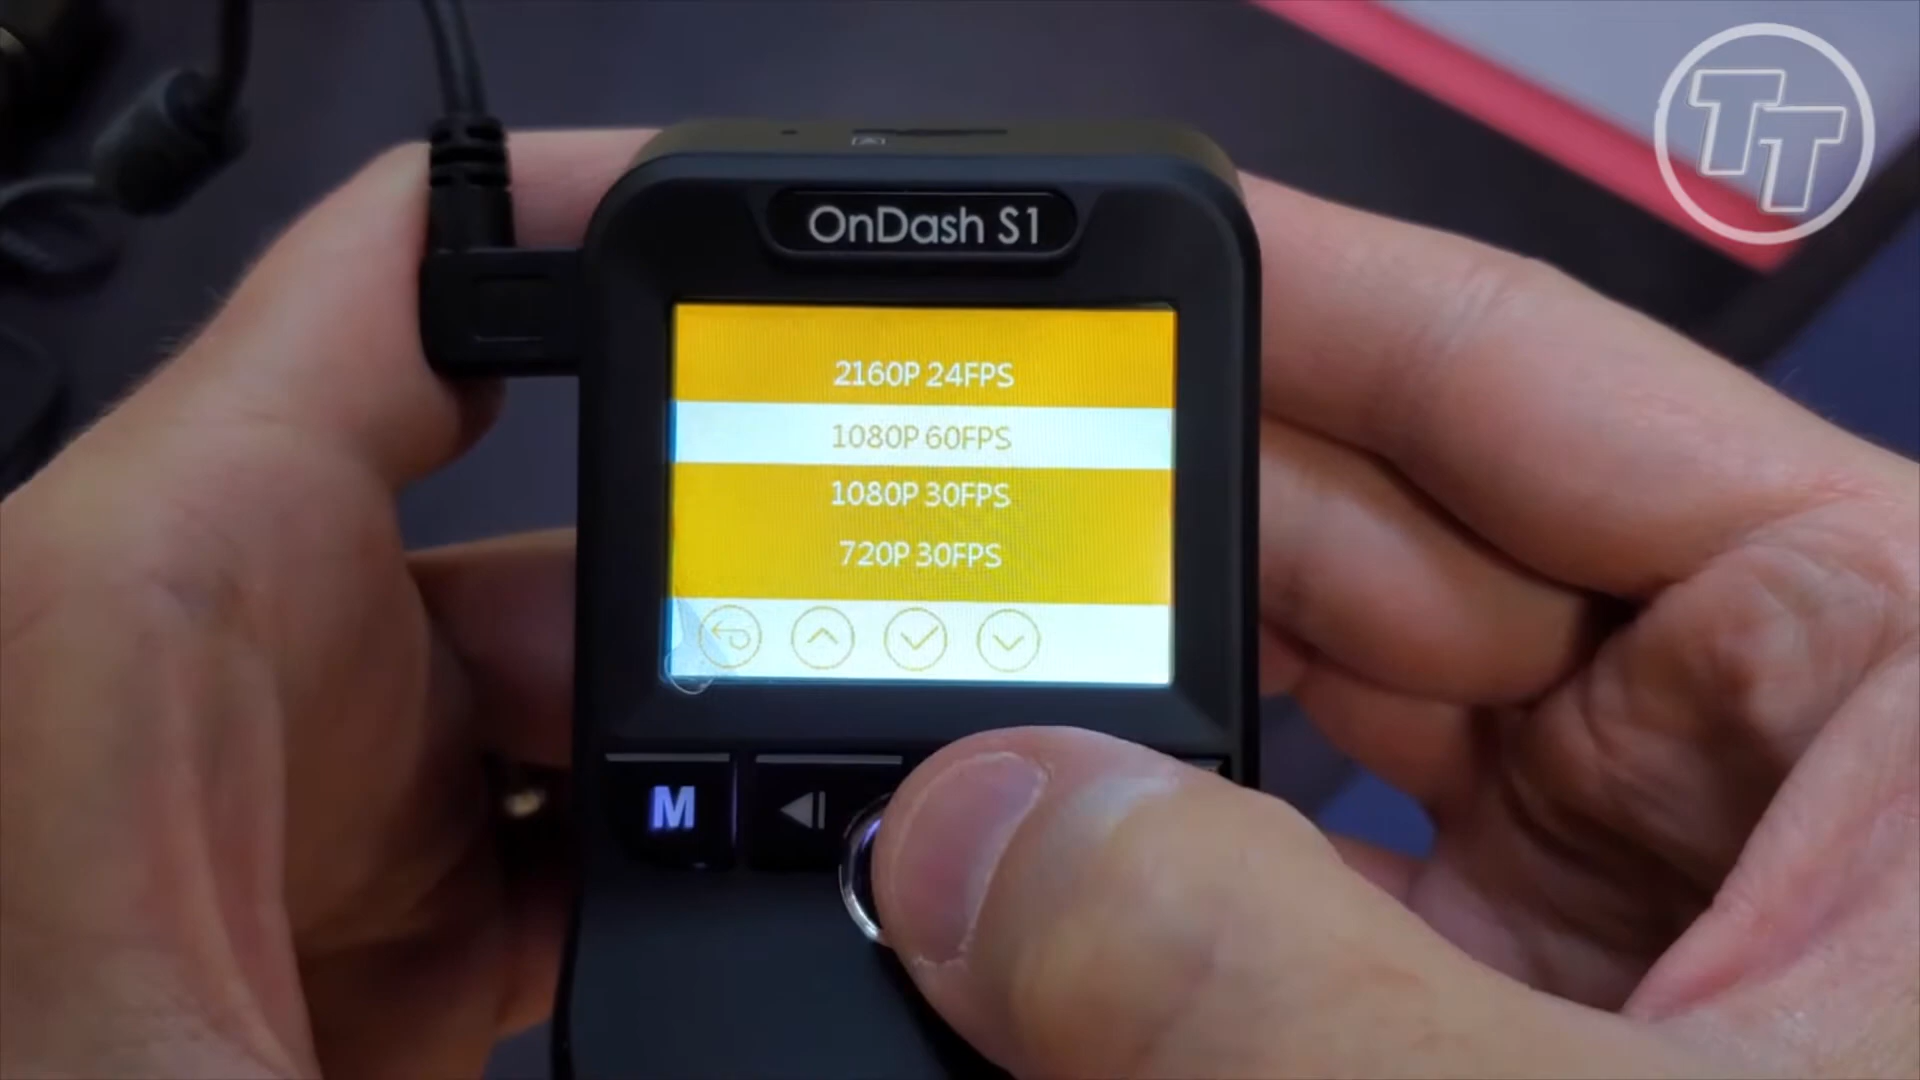 TT
OnDash S1
2160P 24FPS
1080P 60FPS
1080P 30FPS
720P 30FPS
M